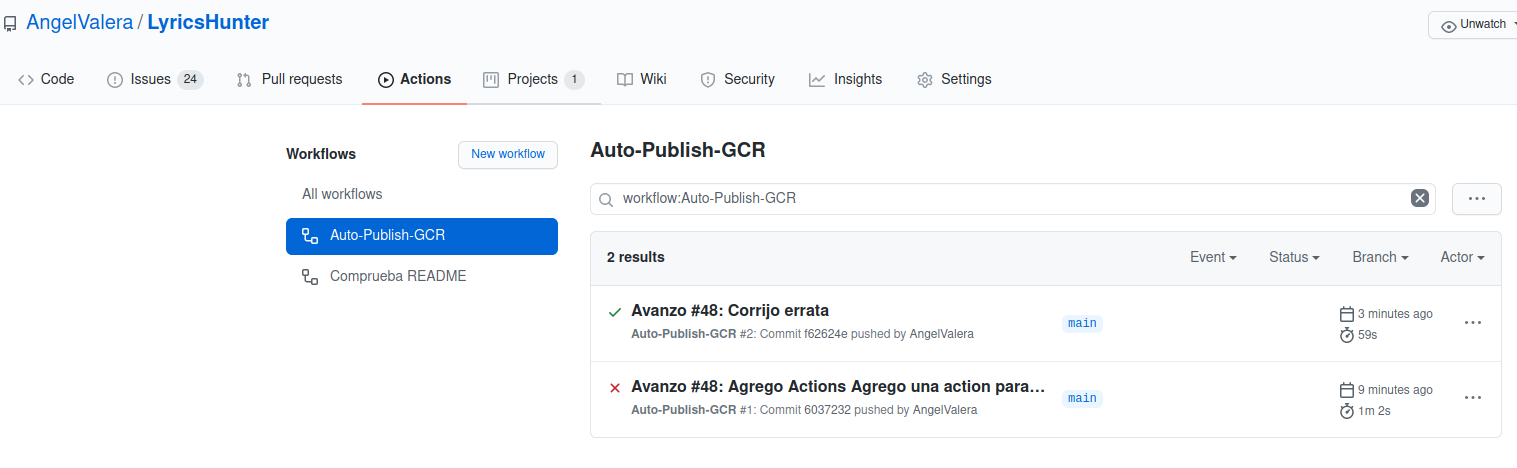 AngelValera / LyricsHunter
Unwatch
Code
Issues 24
Pull requests
Actions
Projects 1
Wiki
Security
Insights
Settings
Workflows
New workflow
All workflows
Auto-Publish-GCR
Comprueba README
Auto-Publish-GCR
workflow:Auto-Publish-GCR
2 results
Event
Status
Branch
Actor
Avanzo #48: Corrijo errata
Auto-Publish-GCR #2: Commit f62624e pushed by AngelValera
main
3 minutes ago
59s
Avanzo #48: Agrego Actions Agrego una action para…
Auto-Publish-GCR #1: Commit 6037232 pushed by AngelValera
main
9 minutes ago
1m 2s